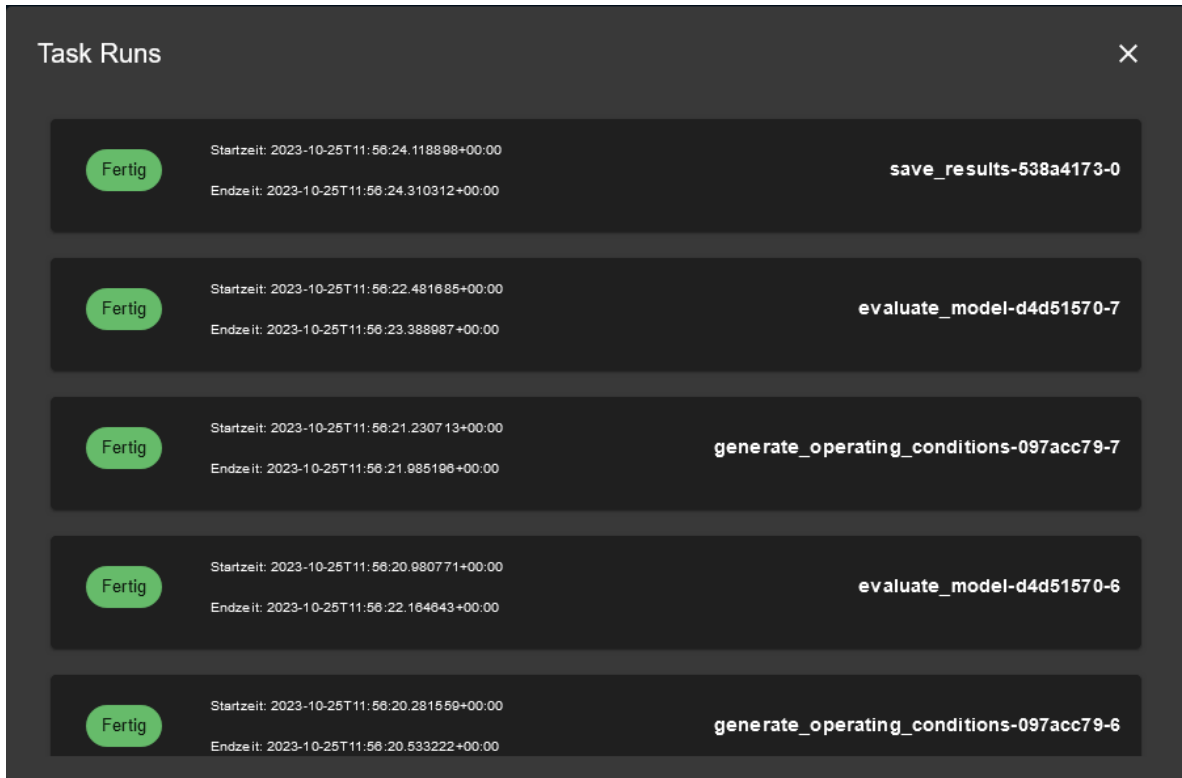 Task Runs
Fertig
Startzeit: 2023-10-25T11:56:24.118898+00:00
Endzeit: 2023-10-25T11:56:24.310312+00:00
save_results-538a4173-0
Fertig
Startzeit: 2023-10-25T11:56:22.481685+00:00
Endzeit: 2023-10-25T11:56:23.388987+00:00
evaluate_model-d4d51570-7
Fertig
Startzeit: 2023-10-25T11:56:21.230713+00:00
Endzeit: 2023-10-25T11:56:21.985196+00:00
generate_operating_conditions-097acc79-7
Fertig
Startzeit: 2023-10-25T11:56:20.980771+00:00
Endzeit: 2023-10-25T11:56:22.164643+00:00
evaluate_model-d4d51570-6
Fertig
Startzeit: 2023-10-25T11:56:20.281559+00:00
Endzeit: 2023-10-25T11:56:20.533222+00:00
generate_operating_conditions-097acc79-6